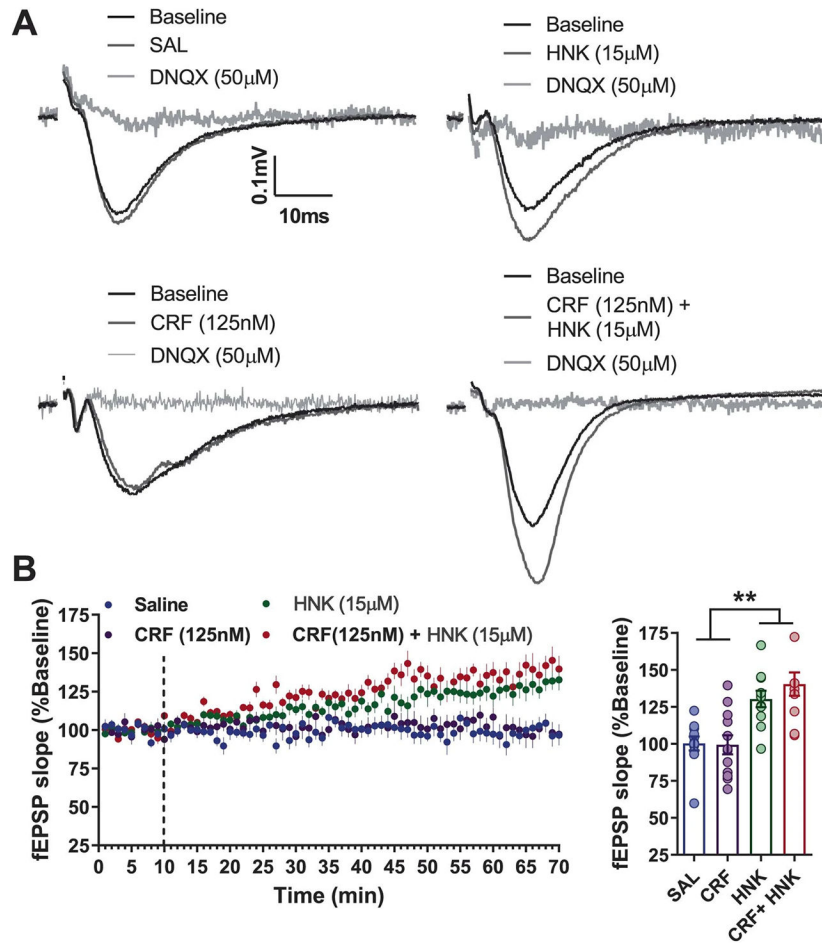 A
Baseline
SAL
DNQX (50μM)
Baseline
HNK (15μM)
DNQX (50μM)
0.1mV
10ms
Baseline
CRF (125nM)
DNQX (50μM)
Baseline
CRF (125nM) +
HNK (15μM)
DNQX (50μM)
B
Saline
HNK (15μM)
CRF (125nM)
CRF(125nM) + HNK (15μM)
fEPSP slope (%Baseline)
175
150
125
100
75
50
25
0 5 10 15 20 25 30 35 40 45 50 55 60 65 70
Time (min)
**
fEPSP slope (%Baseline)
175
150
125
100
75
50
25
SAL
CRF
HNK
CRF+ HNK